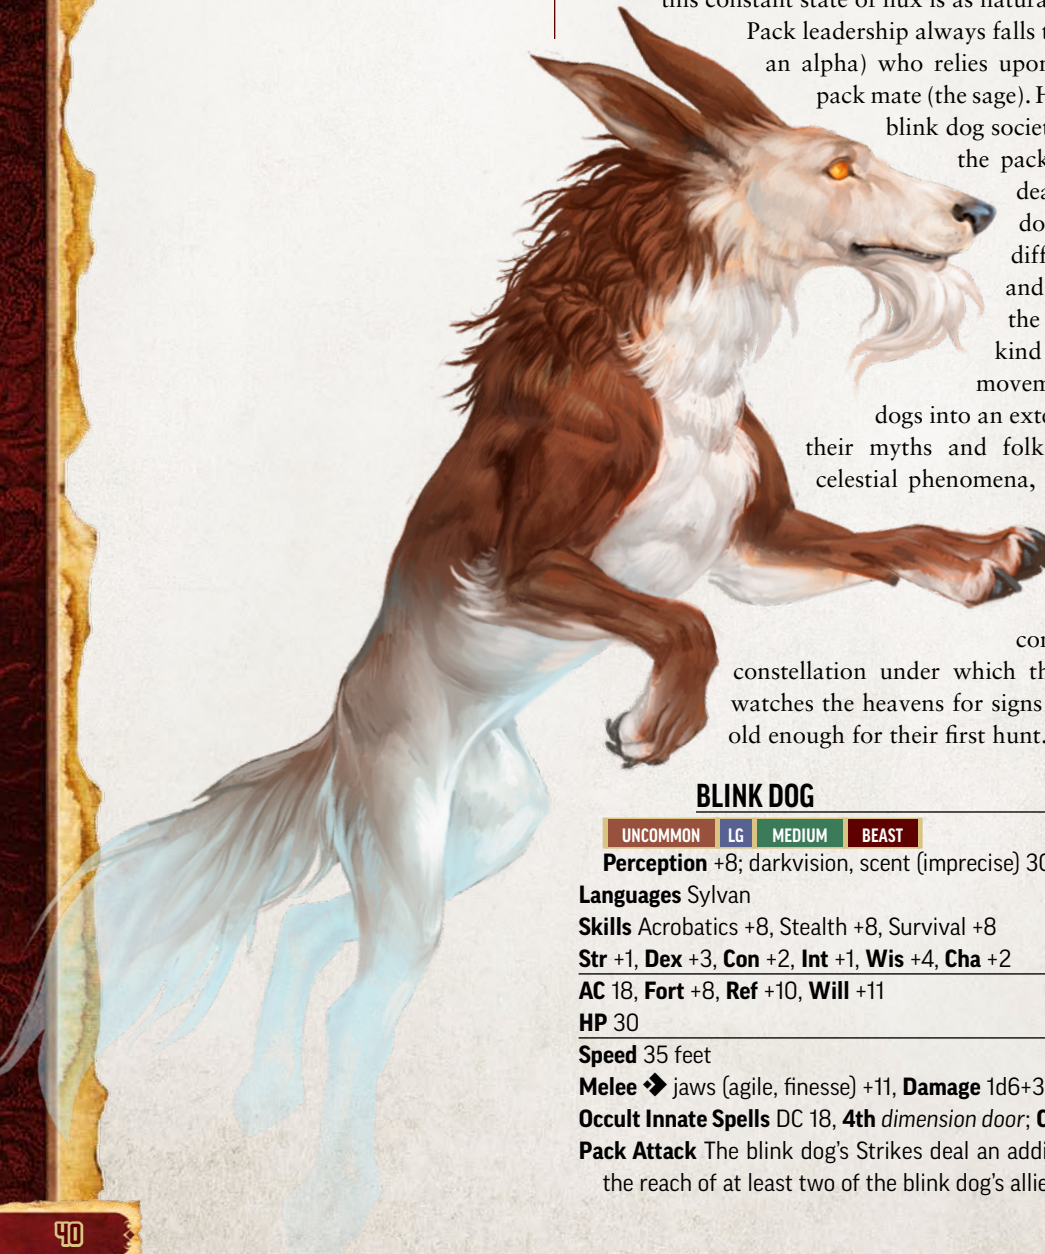 this constant state of flux is as natura
Pack leadership always falls t
an alpha) who relies upon
pack mate (the sage). H
blink dog societ
the pack
dea
do
diff
and
the
kind
movem
dogs into an exte
their myths and folk
celestial phenomena,
con
constellation under which th
watches the heavens for signs
old enough for their first hunt.
BLINK DOG
UNCOMMON LG MEDIUM BEAST
Perception +8; darkvision, scent (imprecise) 30
Languages Sylvan
Skills Acrobatics +8, Stealth +8, Survival +8
Str +1, Dex +3, Con +2, Int +1, Wis +4, Cha +2
AC 18, Fort +8, Ref +10, Will +11
HP 30
Speed 35 feet
Melee jaws (agile, finesse) +11, Damage 1d6+3
Occult Innate Spells DC 18, 4th dimension door; C
Pack Attack The blink dog's Strikes deal an addi
the reach of at least two of the blink dog's allie
40